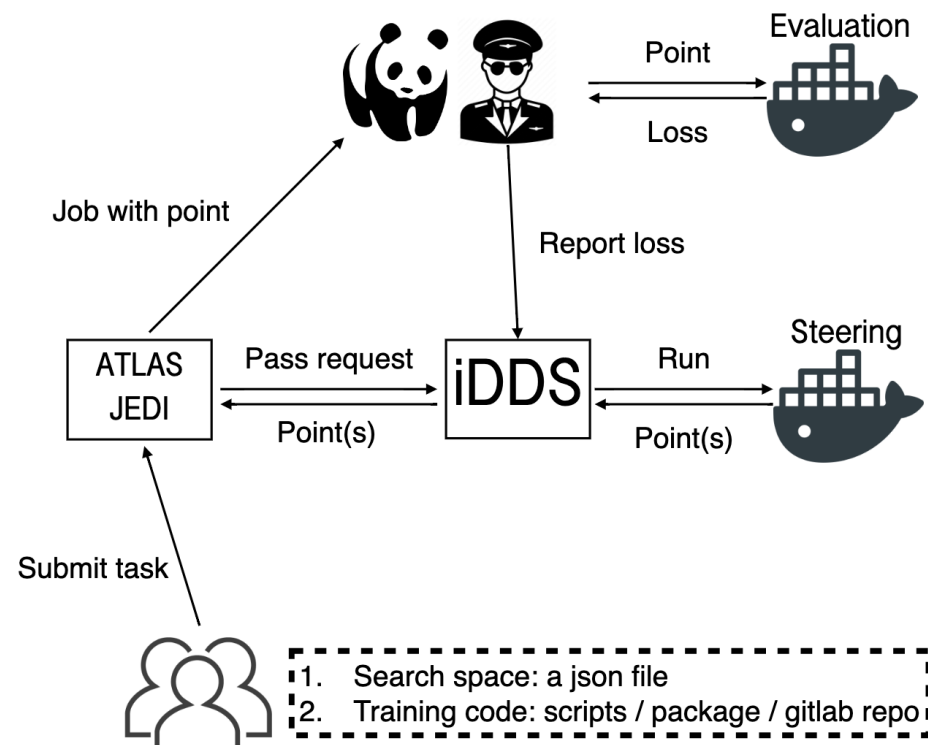 Evaluation
Point
Loss
Job with point
Report loss
Steering
ATLAS
JEDI
Pass request
iDDS
Run
Point(s)
Point(s)
Submit task
1. Search space: a json file
2. Training code: scripts / package / gitlab repo